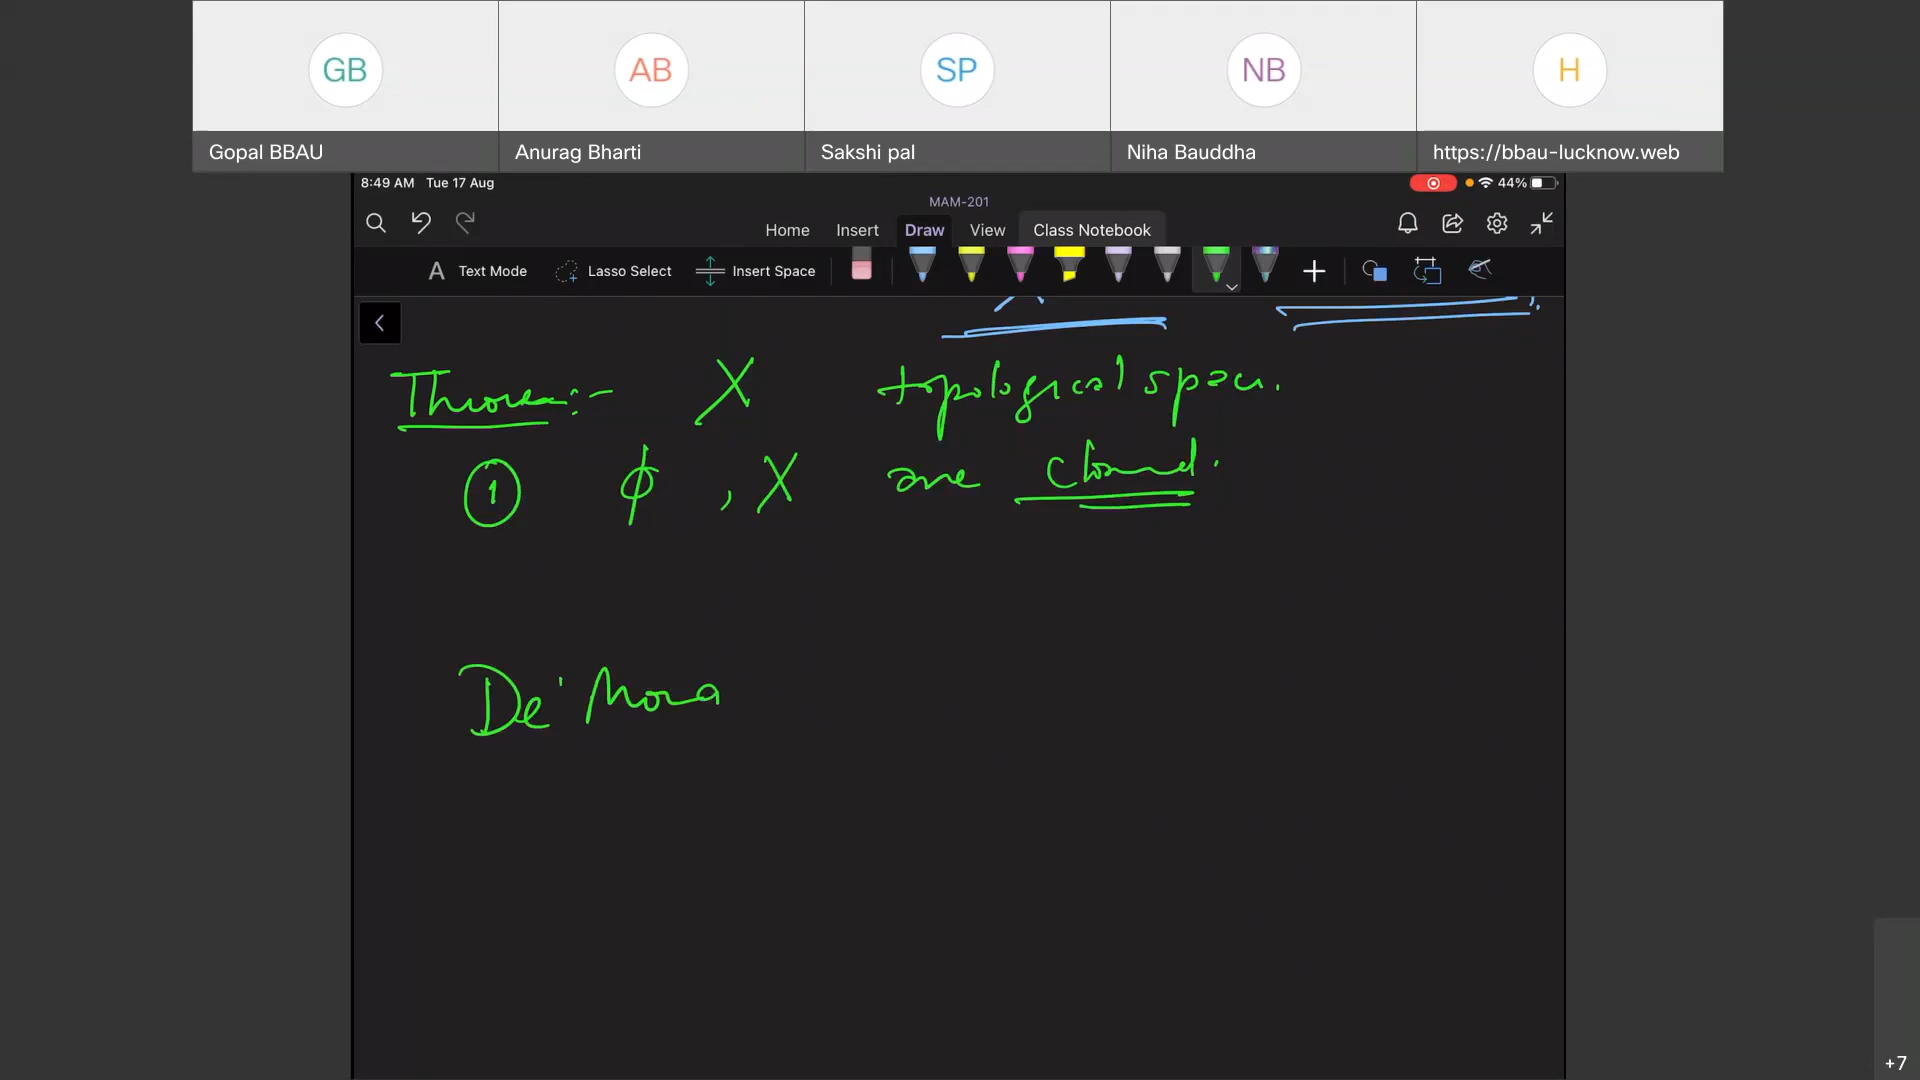 GB AB SP NB H
Gopal BBAU Anurag Bharti Sakshi pal Niha Bauddha https://bbau-lucknow.web
8:49 AM Tue 17 Aug 44%
MAM-201
Home Insert Draw View Class Notebook
A Text Mode Lasso Select Insert Space
Theorem:- X topological space.
① ϕ , X are closed.
De' Mora
+7